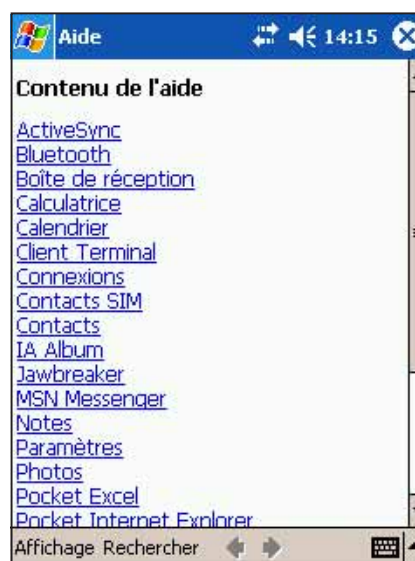 Aide
14:15
Contenu de l'aide
ActiveSync
Bluetooth
Boîte de réception
Calculatrice
Calendrier
Client Terminal
Connexions
Contacts SIM
Contacts
IA Album
Jawbreaker
MSN Messenger
Notes
Paramètres
Photos
Pocket Excel
Pocket Internet Explorer
Affichage Rechercher